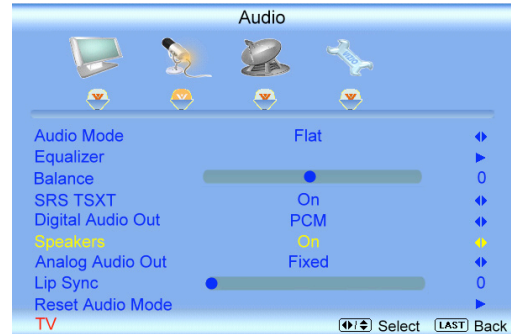 Audio
Audio Mode Flat
Equalizer
Balance 0
SRS TSXT On
Digital Audio Out PCM
Speakers On
Analog Audio Out Fixed
Lip Sync 0
Reset Audio Mode
TV Select LAST Back